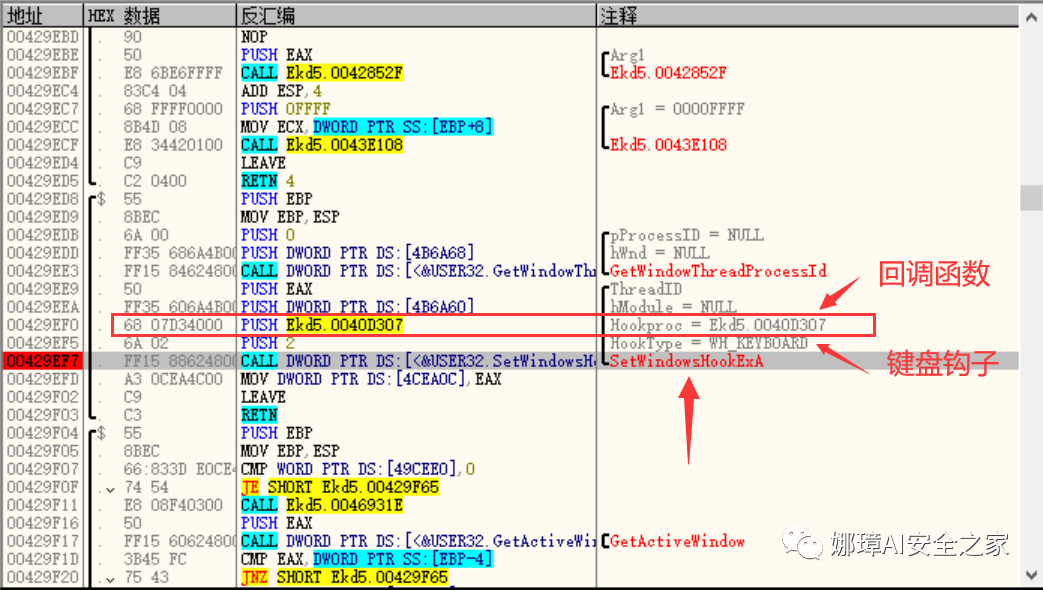 地址 HEX 数据 反汇编 注释
00429EBD . 90 NOP
00429EBE . 50 PUSH EAX Arg1
00429EBF . E8 6BE6FFFF CALL Ekd5.0042852F Ekd5.0042852F
00429EC4 . 83C4 04 ADD ESP,4
00429EC7 . 68 FFFF0000 PUSH 0FFFF Arg1 = 0000FFFF
00429ECC . 8B4D 08 MOV ECX,DWORD PTR SS:[EBP+8]
00429ECF . E8 34420100 CALL Ekd5.0043E108 Ekd5.0043E108
00429ED4 . C9 LEAVE
00429ED5 . C2 0400 RETN 4
00429ED8 $ 55 PUSH EBP
00429ED9 . 8BEC MOV EBP,ESP
00429EDB . 6A 00 PUSH 0 pProcessID = NULL
00429EDD . FF35 686A4B00 PUSH DWORD PTR DS:[4B6A68] hWnd = NULL
00429EE3 . FF15 84624800 CALL DWORD PTR DS:[<&USER32.GetWindowThr GetWindowThreadProcessId
00429EE9 . 50 PUSH EAX ThreadID
00429EEA . FF35 606A4B00 PUSH DWORD PTR DS:[4B6A60] hModule = NULL
00429EF0 . 68 07D34000 PUSH Ekd5.0040D307 Hookproc = Ekd5.0040D307
00429EF5 . 6A 02 PUSH 2 HookType = WH_KEYBOARD
00429EF7 . FF15 88624800 CALL DWORD PTR DS:[<&USER32.SetWindowsHo SetWindowsHookExA
00429EFD . A3 0CEA4C00 MOV DWORD PTR DS:[4CEA0C],EAX
00429F02 . C9 LEAVE
00429F03 . C3 RETN
00429F04 $ 55 PUSH EBP
00429F05 . 8BEC MOV EBP,ESP
00429F07 . 66:833D E0CE4 CMP WORD PTR DS:[49CEE0],0
00429F0F . 74 54 JE SHORT Ekd5.00429F65
00429F11 . E8 08F40300 CALL Ekd5.0046931E
00429F16 . 50 PUSH EAX
00429F17 . FF15 60624800 CALL DWORD PTR DS:[<&USER32.GetActiveWin GetActiveWindow
00429F1D . 3B45 FC CMP EAX,DWORD PTR SS:[EBP-4]
00429F20 . 75 43 JNZ SHORT Ekd5.00429F65
回调函数
键盘钩子
娜璋AI安全之家